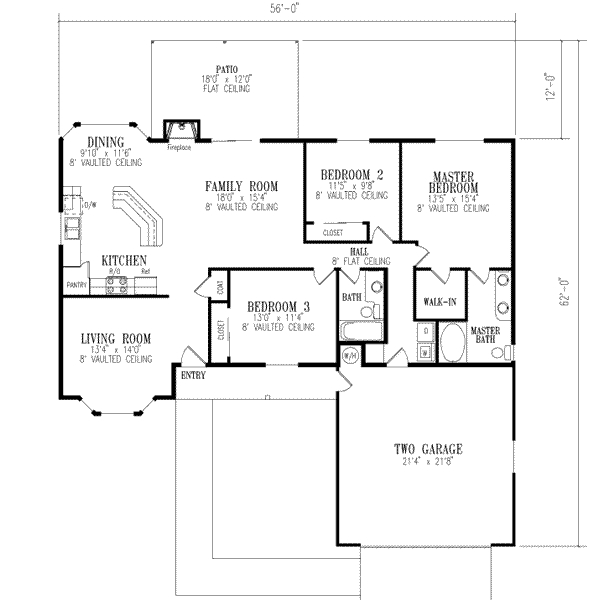 56'-0"
PATIO
18'0" x 12'0"
FLAT CEILING
12'-0"
DINING
9'10" x 11'6"
8' VAULTED CEILING
Fireplace
FAMILY ROOM
18'0" x 15'4"
8' VAULTED CEILING
BEDROOM 2
11'5" x 9'8"
8' VAULTED CEILING
CLOSET
MASTER
BEDROOM
13'5" x 15'4"
8' VAULTED CEILING
D/W
KITCHEN
R/O
Ref
PANTRY
HALL
8' FLAT CEILING
62'-0"
COAT
BEDROOM 3
13'0" x 11'4"
8' VAULTED CEILING
CLOSET
BATH
WALK-IN
LIVING ROOM
13'4" x 14'0"
8' VAULTED CEILING
D
W
MASTER
BATH
W/H
ENTRY
TWO GARAGE
21'4" x 21'8"